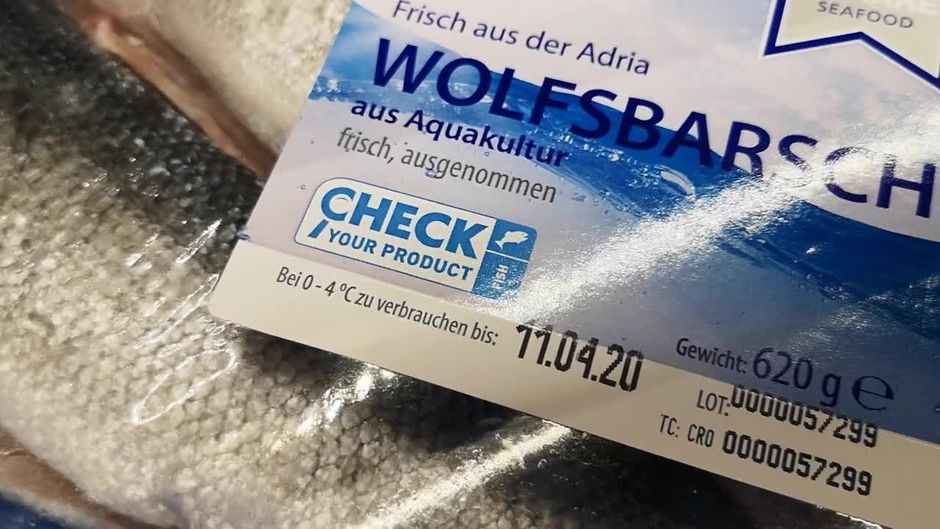 SEAFOOD
Frisch aus der Adria
WOLFSBARSCH
aus Aquakultur
frisch, ausgenommen
CHECK
YOUR PRODUCT
FISH
Bei 0 - 4 °C zu verbrauchen bis: 11.04.20
Gewicht: 620 g ℮
LOT: 0000057299
TC: CRO 0000057299